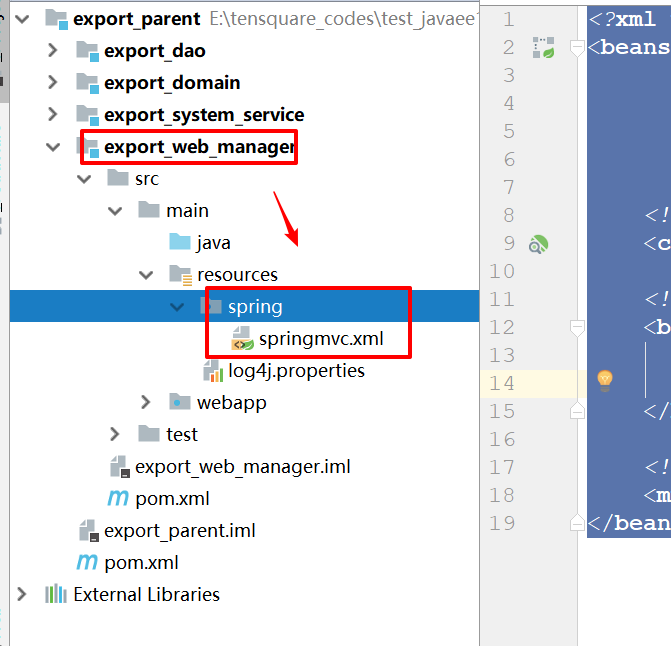 export_parent E:\tensquare_codes\test_javaee
export_dao
export_domain
export_system_service
export_web_manager
src
main
java
resources
spring
springmvc.xml
log4j.properties
webapp
test
export_web_manager.iml
pom.xml
export_parent.iml
pom.xml
External Libraries
1 <?xml
2 <beans
3
4
5
6
7
8 <!
9 <c
10
11 <!
12 <b
13
14
15 </
16
17 <!
18 <m
19 </bean